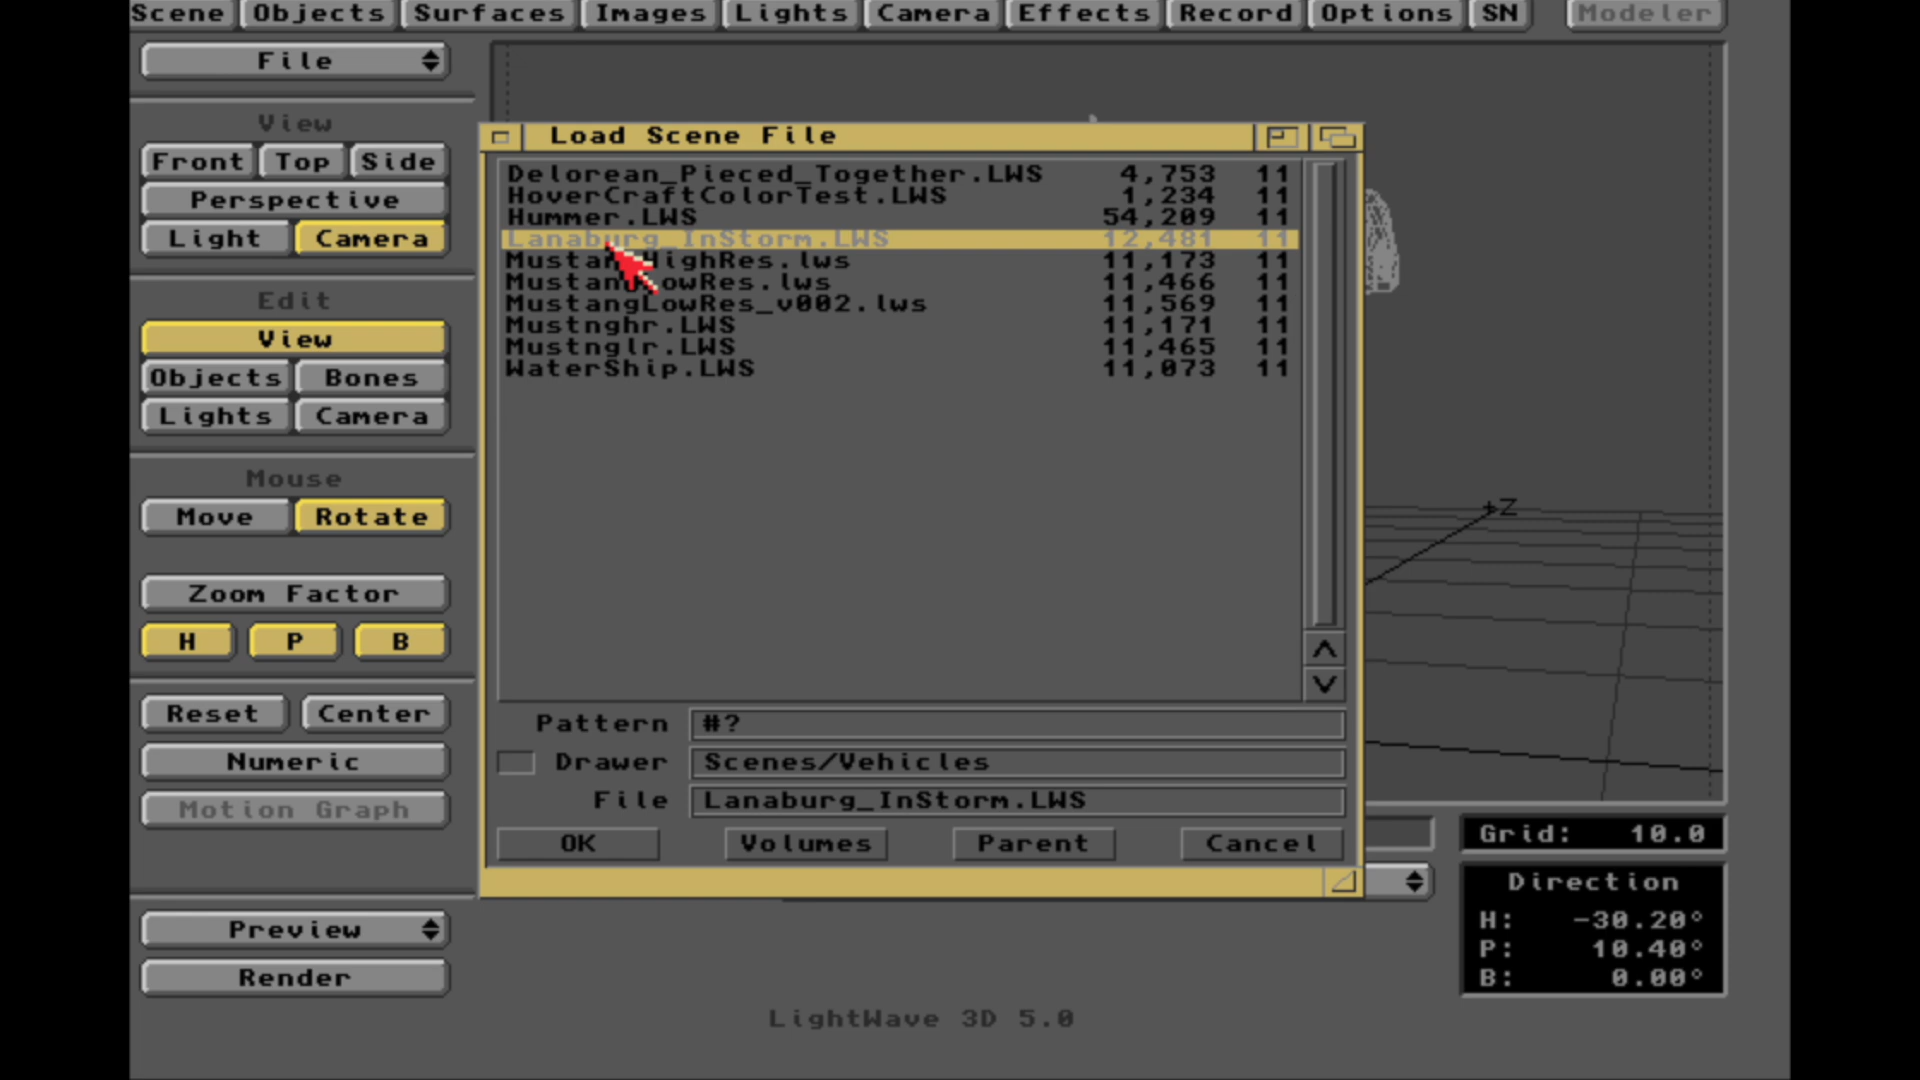 Scene Objects Surfaces Images Lights Camera Effects Record Options SN Modeler
File
View
Front Top Side
Perspective
Light Camera
Edit
View
Objects Bones
Lights Camera
Mouse
Move Rotate
Zoom Factor
H P B
Reset Center
Numeric
Motion Graph
Preview
Render
Load Scene File
Delorean_Pieced_Together.LWS 4,753 11
HoverCraftColorTest.LWS 1,234 11
Hummer.LWS 54,209 11
Lanaburg_InStorm.LWS 12,481 11
MustangHighRes.lws 11,173 11
MustangLowRes.lws 11,466 11
MustangLowRes_v002.lws 11,569 11
Mustnghr.LWS 11,171 11
Mustnglr.LWS 11,465 11
WaterShip.LWS 11,073 11
Pattern #?
Drawer Scenes/Vehicles
File Lanaburg_InStorm.LWS
OK Volumes Parent Cancel
+Z
Grid: 10.0
Direction
H: -30.20°
P: 10.40°
B: 0.00°
LightWave 3D 5.0